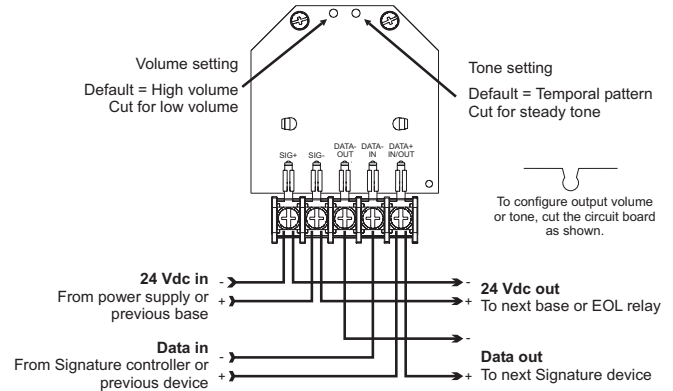 Volume setting
Default = High volume
Cut for low volume
Tone setting
Default = Temporal pattern
Cut for steady tone
SIG+
SIG-
DATA-
OUT
DATA-
IN
DATA+
IN/OUT
To configure output volume
or tone, cut the circuit board
as shown.
24 Vdc in
From power supply or
previous base
-
+
-
+
24 Vdc out
To next base or EOL relay
Data in
From Signature controller or
previous device
-
+
-
+
Data out
To next Signature device